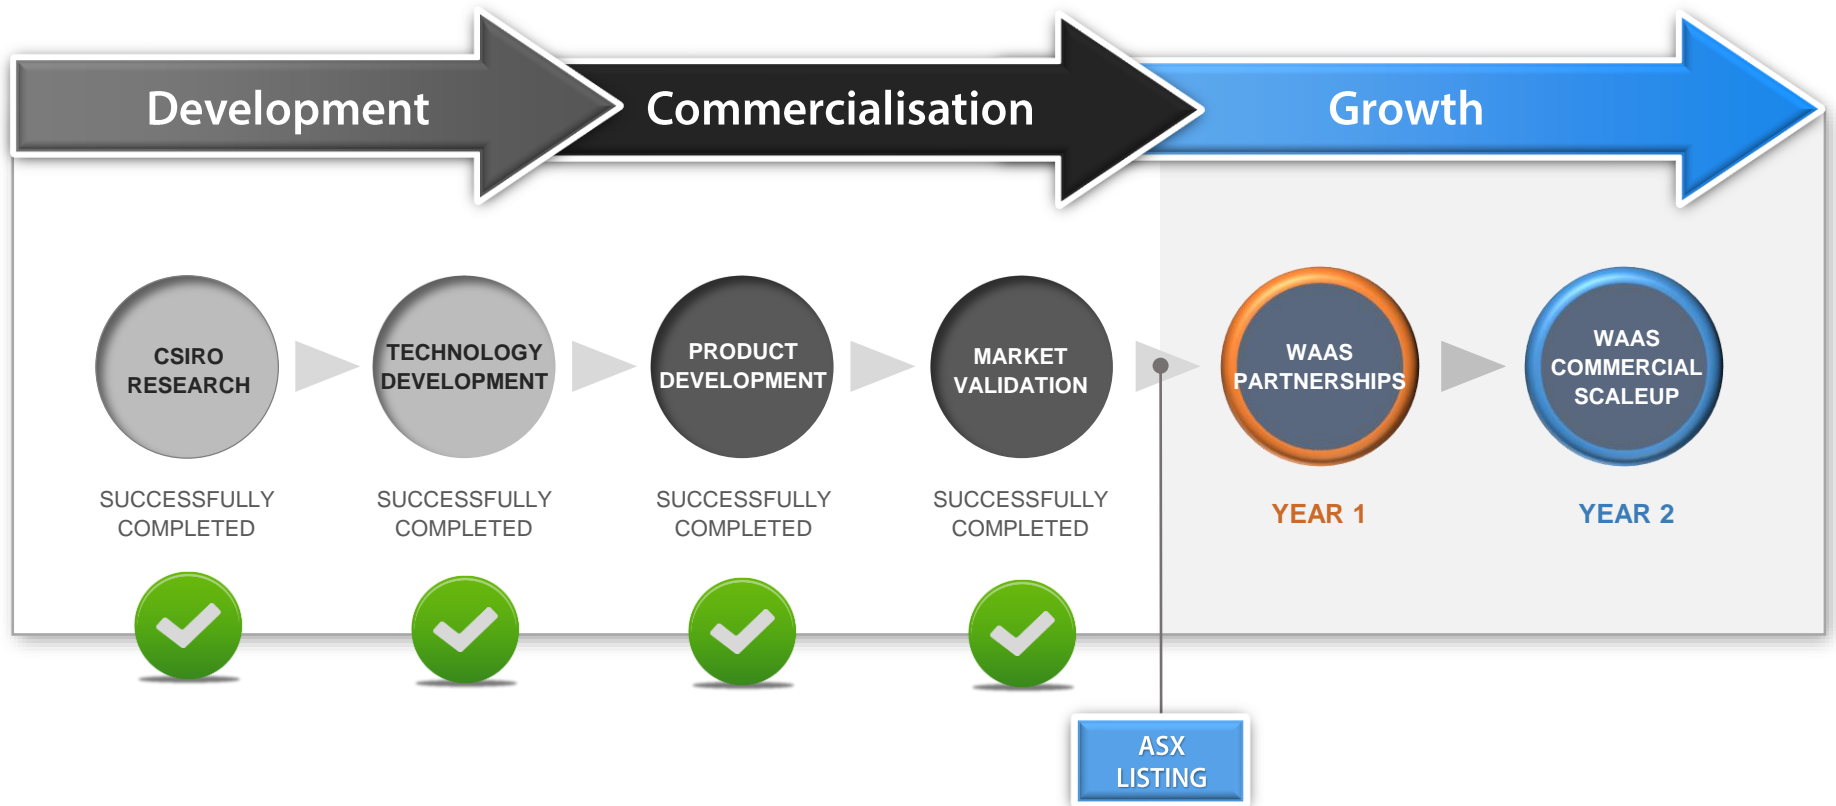 Development
Commercialisation
Growth
CSIRO
RESEARCH
TECHNOLOGY
DEVELOPMENT
PRODUCT
DEVELOPMENT
MARKET
VALIDATION
WAAS
PARTNERSHIPS
WAAS
COMMERCIAL
SCALEUP
SUCCESSFULLY
COMPLETED
SUCCESSFULLY
COMPLETED
SUCCESSFULLY
COMPLETED
SUCCESSFULLY
COMPLETED
YEAR 1
YEAR 2
ASX
LISTING